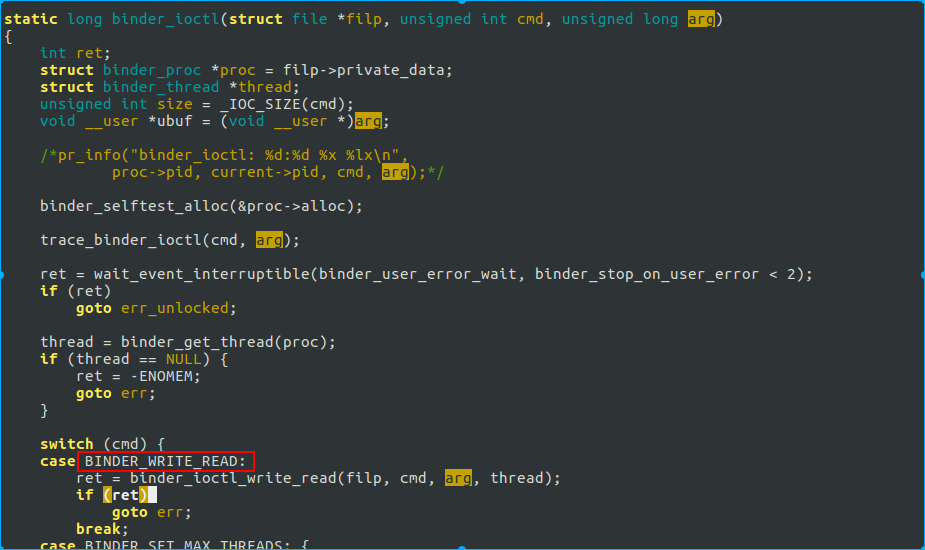 static long binder_ioctl(struct file *filp, unsigned int cmd, unsigned long arg)
{
    int ret;
    struct binder_proc *proc = filp->private_data;
    struct binder_thread *thread;
    unsigned int size = _IOC_SIZE(cmd);
    void __user *ubuf = (void __user *)arg;

    /*pr_info("binder_ioctl: %d:%d %x %lx\n",
            proc->pid, current->pid, cmd, arg);*/

    binder_selftest_alloc(&proc->alloc);

    trace_binder_ioctl(cmd, arg);

    ret = wait_event_interruptible(binder_user_error_wait, binder_stop_on_user_error < 2);
    if (ret)
        goto err_unlocked;

    thread = binder_get_thread(proc);
    if (thread == NULL) {
        ret = -ENOMEM;
        goto err;
    }

    switch (cmd) {
    case BINDER_WRITE_READ:
        ret = binder_ioctl_write_read(filp, cmd, arg, thread);
        if (ret)
            goto err;
        break;
    case BINDER_SET_MAX_THREADS: {